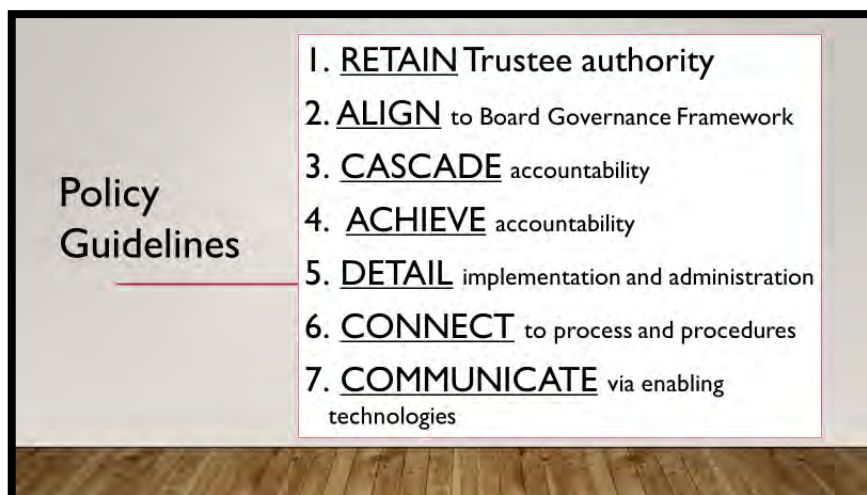 Policy
Guidelines
1. RETAIN Trustee authority
2. ALIGN to Board Governance Framework
3. CASCADE accountability
4. ACHIEVE accountability
5. DETAIL implementation and administration
6. CONNECT to process and procedures
7. COMMUNICATE via enabling
technologies